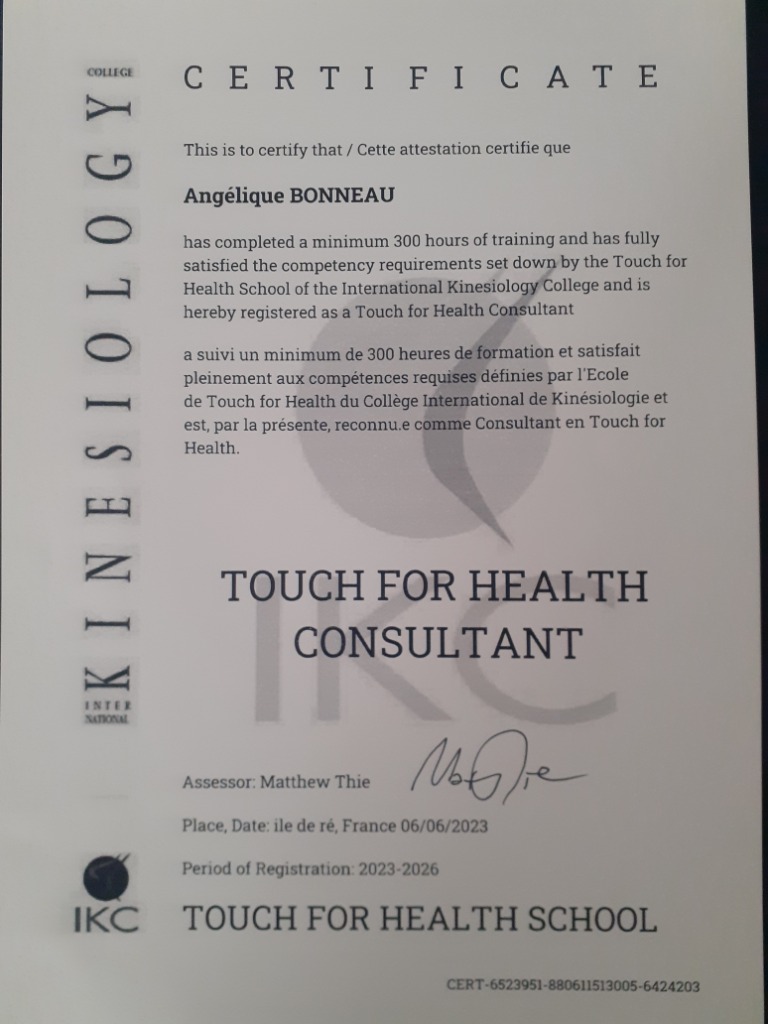 COLLEGE
KINESIOLOGY
INTER
NATIONAL
CERTIFICATE
This is to certify that / Cette attestation certifie que
Angélique BONNEAU
has completed a minimum 300 hours of training and has fully
satisfied the competency requirements set down by the Touch for
Health School of the International Kinesiology College and is
hereby registered as a Touch for Health Consultant
a suivi un minimum de 300 heures de formation et satisfait
pleinement aux compétences requises définies par l'Ecole
de Touch for Health du Collège International de Kinésiologie et
est, par la présente, reconnu.e comme Consultant en Touch for
Health.
IKC
TOUCH FOR HEALTH
CONSULTANT
Assessor: Matthew Thie
Place, Date: ile de ré, France 06/06/2023
Period of Registration: 2023-2026
IKC
TOUCH FOR HEALTH SCHOOL
CERT-6523951-880611513005-6424203